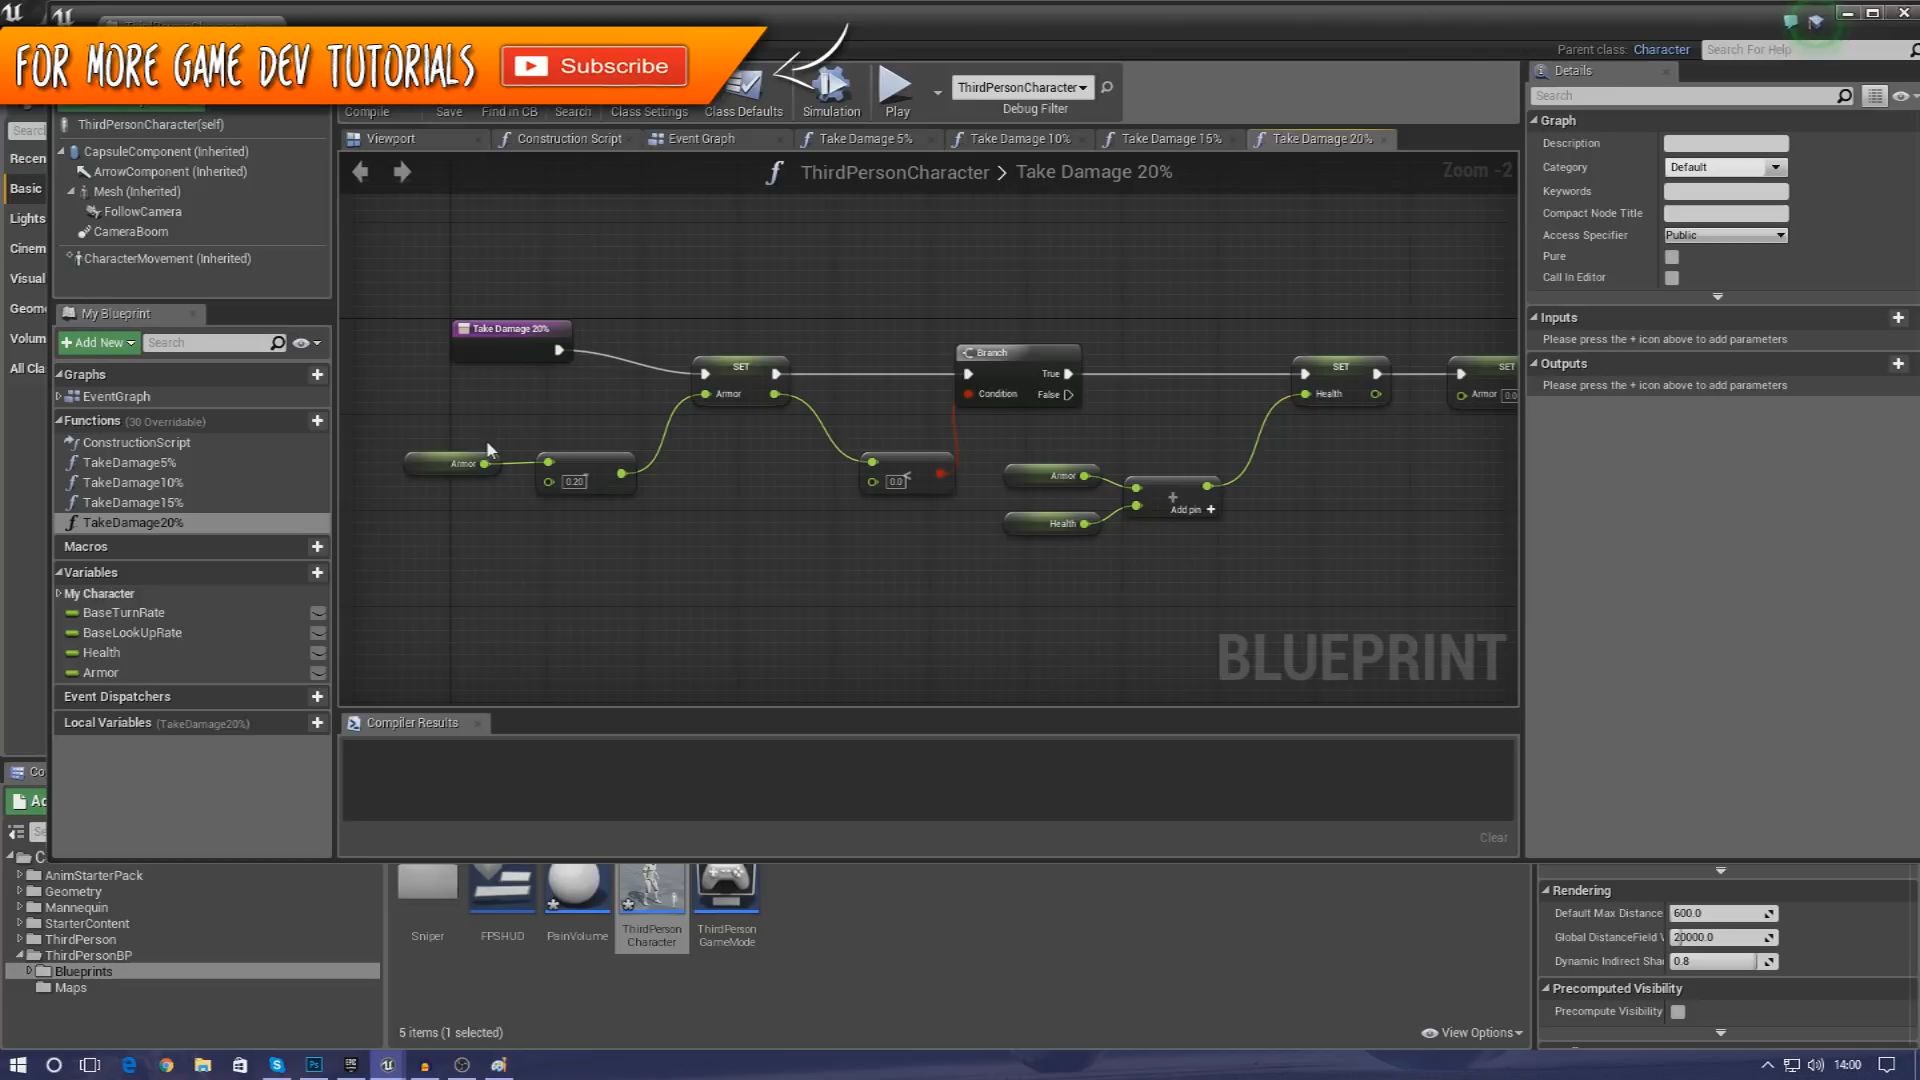 FOR MORE GAME DEV TUTORIALS
Subscribe
Parent class: Character
Search For Help
Compile
Save
Find in CB
Search
Class Settings
Class Defaults
Simulation
Play
ThirdPersonCharacter
Debug Filter
Details
Search
ThirdPersonCharacter(self)
CapsuleComponent (Inherited)
ArrowComponent (Inherited)
Mesh (Inherited)
FollowCamera
CameraBoom
CharacterMovement (Inherited)
Recen
Basic
Lights
Cinem
Visual
Geome
Volum
All Cla
Viewport
Construction Script
Event Graph
Take Damage 5%
Take Damage 10%
Take Damage 15%
Take Damage 20%
ThirdPersonCharacter > Take Damage 20%
Zoom -2
My Blueprint
Add New
Search
Graphs
EventGraph
Functions (30 Overridable)
ConstructionScript
TakeDamage5%
TakeDamage10%
TakeDamage15%
TakeDamage20%
Macros
Variables
My Character
BaseTurnRate
BaseLookUpRate
Health
Armor
Event Dispatchers
Local Variables (TakeDamage20%)
Take Damage 20%
SET
Armor
Branch
True
Condition
False
SET
Health
SET
Armor 0.0
Armor
0.20
0.0
<
Armor
Health
+
Add pin +
BLUEPRINT
Compiler Results
Clear
Graph
Description
Category
Default
Keywords
Compact Node Title
Access Specifier
Public
Pure
Call In Editor
Inputs
Please press the + icon above to add parameters
Outputs
Please press the + icon above to add parameters
Co
Ad
AnimStarterPack
Geometry
Mannequin
StarterContent
ThirdPerson
ThirdPersonBP
Blueprints
Maps
Sniper
FPSHUD
PainVolume
ThirdPerson
Character
ThirdPerson
GameMode
5 items (1 selected)
View Options
Rendering
Default Max Distance
600.0
Global DistanceField V
20000.0
Dynamic Indirect Sha
0.8
Precomputed Visibility
Precompute Visibility
14:00